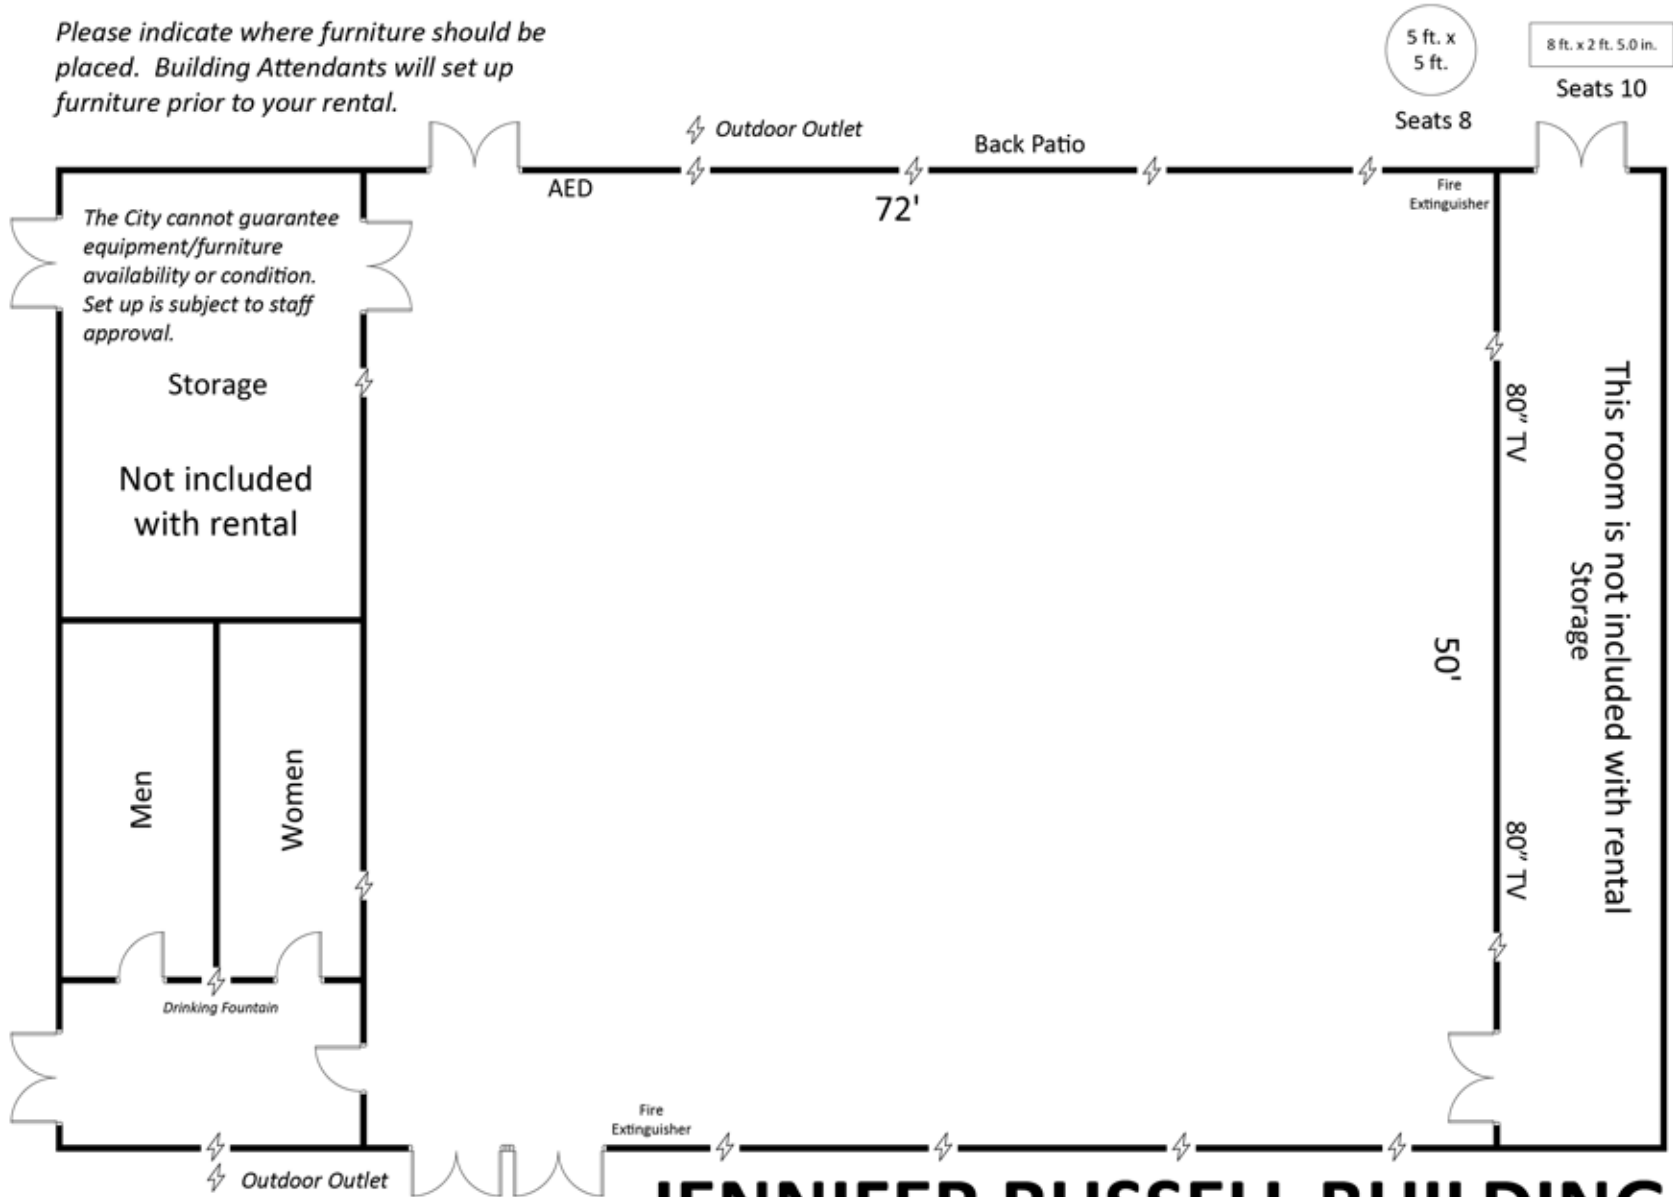 Please indicate where furniture should be
placed. Building Attendants will set up
furniture prior to your rental.
5 ft. x
5 ft.
Seats 8
8 ft. x 2 ft. 5.0 in.
Seats 10
Outdoor Outlet
Back Patio
AED
72'
Fire
Extinguisher
The City cannot guarantee
equipment/furniture
availability or condition.
Set up is subject to staff
approval.
Storage
Not included
with rental
80" TV
This room is not included with rental
Storage
50'
80" TV
Men
Women
Drinking Fountain
Fire
Extinguisher
Outdoor Outlet
JENNIFER RUSSELL BUILDING